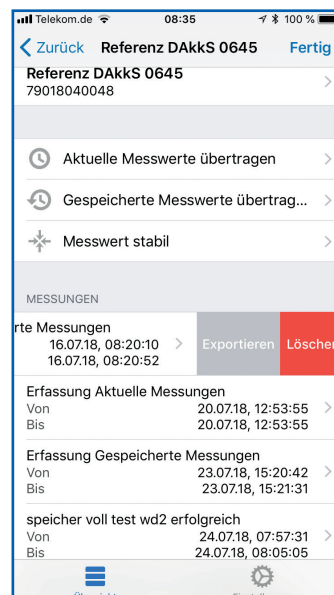 Telekom.de 08:35 100 %
Zurück Referenz DAkkS 0645 Fertig
Referenz DAkkS 0645
79018040048
Aktuelle Messwerte übertragen
Gespeicherte Messwerte übertrag...
Messwert stabil
MESSUNGEN
rte Messungen
16.07.18, 08:20:10
16.07.18, 08:20:52
Exportieren Löschen
Erfassung Aktuelle Messungen
Von 20.07.18, 12:53:55
Bis 20.07.18, 12:53:55
Erfassung Gespeicherte Messungen
Von 23.07.18, 15:20:42
Bis 23.07.18, 15:21:31
speicher voll test wd2 erfolgreich
Von 24.07.18, 07:57:31
Bis 24.07.18, 08:05:05